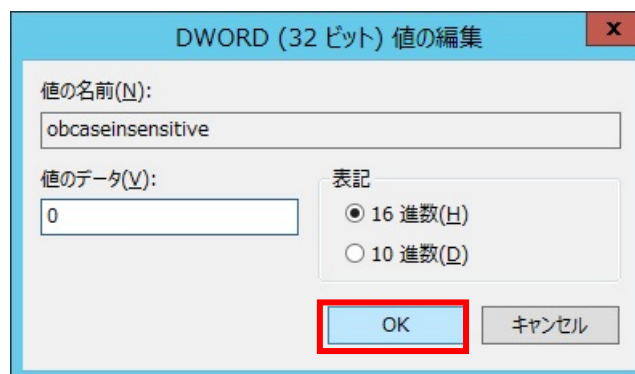 DWORD (32 ビット) 値の編集
x
値の名前(N):
obcaseinsensitive
値のデータ(V):
0
表記
16 進数(H)
10 進数(D)
OK
キャンセル